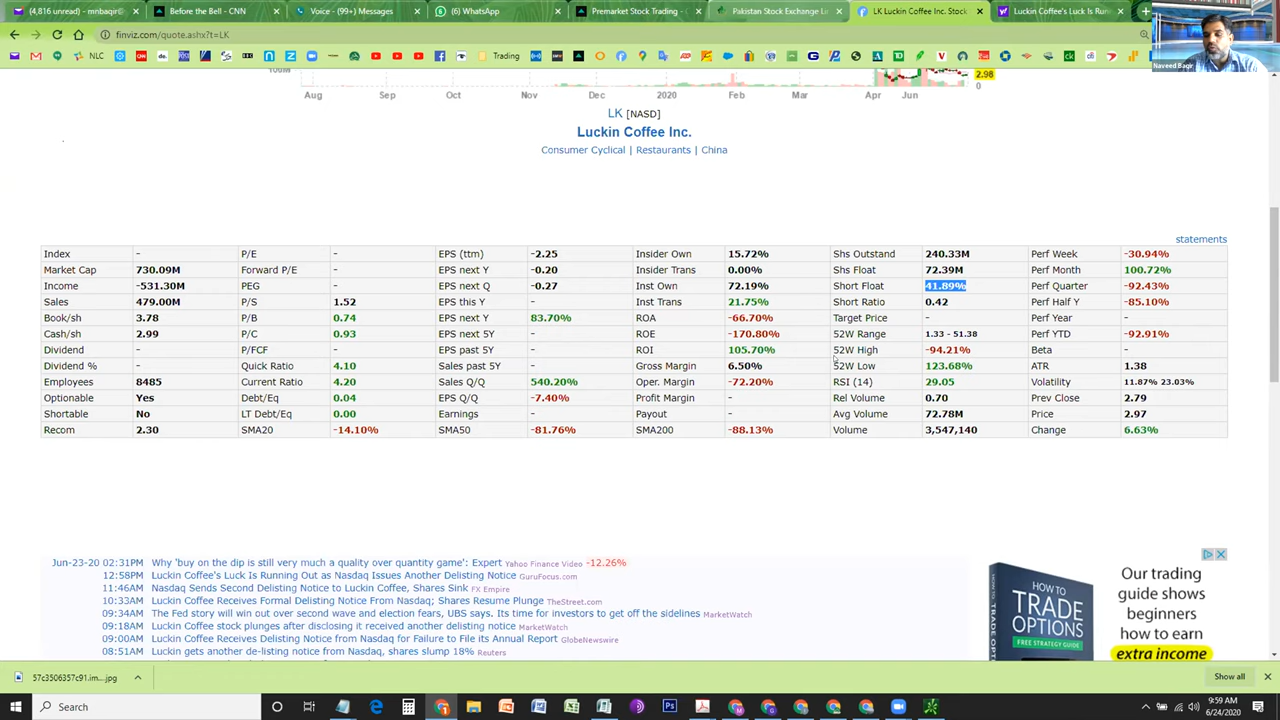 (4,816 unread) - mnbaqir@
Before the Bell - CNN
Voice - (99+) Messages
(6) WhatsApp
Premarket Stock Trading -
Pakistan Stock Exchange Li
LK Luckin Coffee Inc. Stock
Luckin Coffee's Luck Is Runn
finviz.com/quote.ashx?t=LK
NLC
Trading
Naveed Baqir
100M
2.98
0
Aug Sep Oct Nov Dec 2020 Feb Mar Apr Jun
LK [NASD]
Luckin Coffee Inc.
Consumer Cyclical | Restaurants | China
statements
Index - P/E - EPS (ttm) -2.25 Insider Own 15.72% Shs Outstand 240.33M Perf Week -30.94%
Market Cap 730.09M Forward P/E - EPS next Y -0.20 Insider Trans 0.00% Shs Float 72.39M Perf Month 100.72%
Income -531.30M PEG - EPS next Q -0.27 Inst Own 72.19% Short Float 41.89% Perf Quarter -92.43%
Sales 479.00M P/S 1.52 EPS this Y - Inst Trans 21.75% Short Ratio 0.42 Perf Half Y -85.10%
Book/sh 3.78 P/B 0.74 EPS next Y 83.70% ROA -66.70% Target Price - Perf Year -
Cash/sh 2.99 P/C 0.93 EPS next 5Y - ROE -170.80% 52W Range 1.33 - 51.38 Perf YTD -92.91%
Dividend - P/FCF - EPS past 5Y - ROI 105.70% 52W High -94.21% Beta -
Dividend % - Quick Ratio 4.10 Sales past 5Y - Gross Margin 6.50% 52W Low 123.68% ATR 1.38
Employees 8485 Current Ratio 4.20 Sales Q/Q 540.20% Oper. Margin -72.20% RSI (14) 29.05 Volatility 11.87% 23.03%
Optionable Yes Debt/Eq 0.04 EPS Q/Q -7.40% Profit Margin - Rel Volume 0.70 Prev Close 2.79
Shortable No LT Debt/Eq 0.00 Earnings - Payout - Avg Volume 72.78M Price 2.97
Recom 2.30 SMA20 -14.10% SMA50 -81.76% SMA200 -88.13% Volume 3,547,140 Change 6.63%
Jun-23-20 02:31PM Why 'buy on the dip is still very much a quality over quantity game': Expert Yahoo Finance Video -12.26%
12:58PM Luckin Coffee's Luck Is Running Out as Nasdaq Issues Another Delisting Notice GuruFocus.com
11:46AM Nasdaq Sends Second Delisting Notice to Luckin Coffee, Shares Sink FX Empire
10:33AM Luckin Coffee Receives Formal Delisting Notice From Nasdaq; Shares Resume Plunge TheStreet.com
09:34AM The Fed story will win out over second wave and election fears, UBS says. Its time for investors to get off the sidelines MarketWatch
09:18AM Luckin Coffee stock plunges after disclosing it received another delisting notice MarketWatch
09:00AM Luckin Coffee Receives Delisting Notice from Nasdaq for Failure to File its Annual Report GlobeNewswire
08:51AM Luckin gets another de-listing notice from Nasdaq, shares slump 18% Reuters
HOW TO
TRADE
OPTIONS
FREE STRATEGY GUIDE
Our trading
guide shows
beginners
how to earn
extra income
57c3506357c91.im....jpg
Show all
Search
9:59 AM
6/24/2020